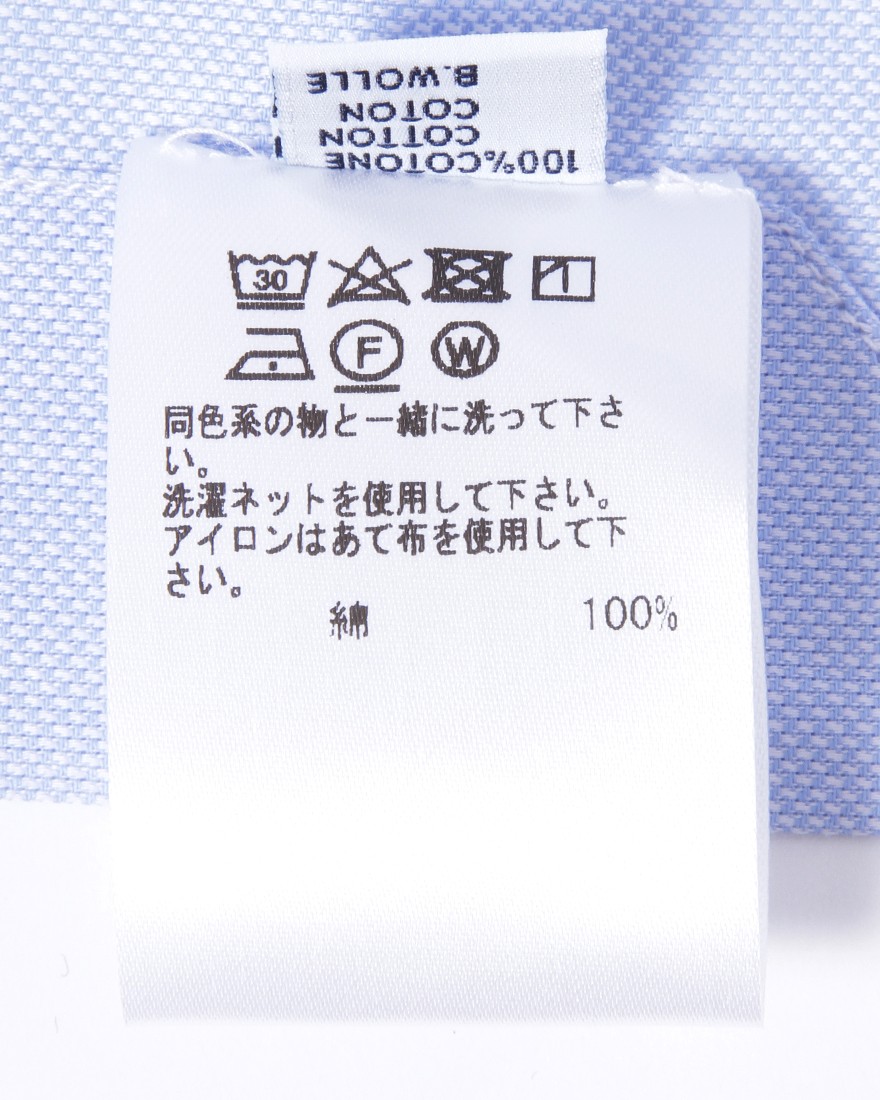 B.WOLLE
COTON
COTTON
100%COTONE
30
F W
同色系の物と一緒に洗って下さ
い。
洗濯ネットを使用して下さい。
アイロンはあて布を使用して下
さい。
綿 100%